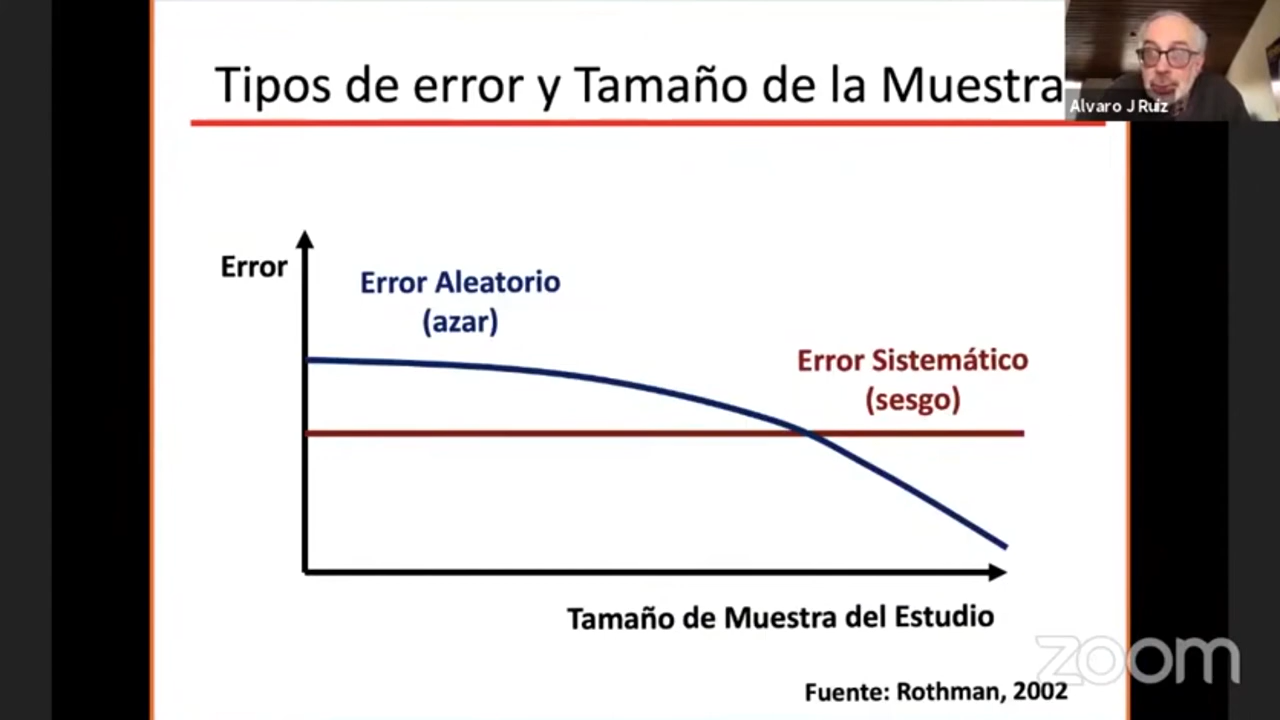 Tipos de error y Tamaño de la Muestra
Alvaro J Ruiz
Error
Error Aleatorio
(azar)
Error Sistemático
(sesgo)
Tamaño de Muestra del Estudio
zoom
Fuente: Rothman, 2002